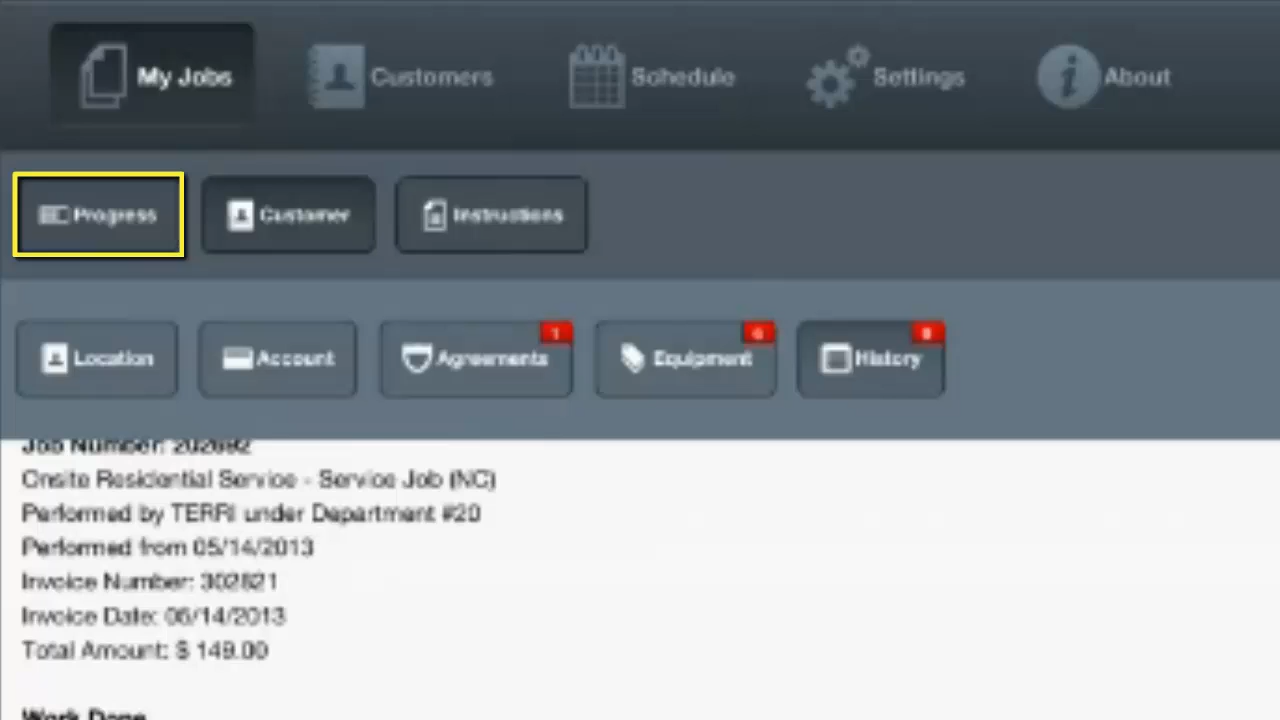 My Jobs Customers Schedule Settings About
Progress Customer Instructions
1 6 8
Location Account Agreements Equipment History
Job Number: 202692
Onsite Residential Service - Service Job (NC)
Performed by TERRI under Department #20
Performed from 05/14/2013
Invoice Number: 302821
Invoice Date: 06/14/2013
Total Amount: $ 149.00
Work Done